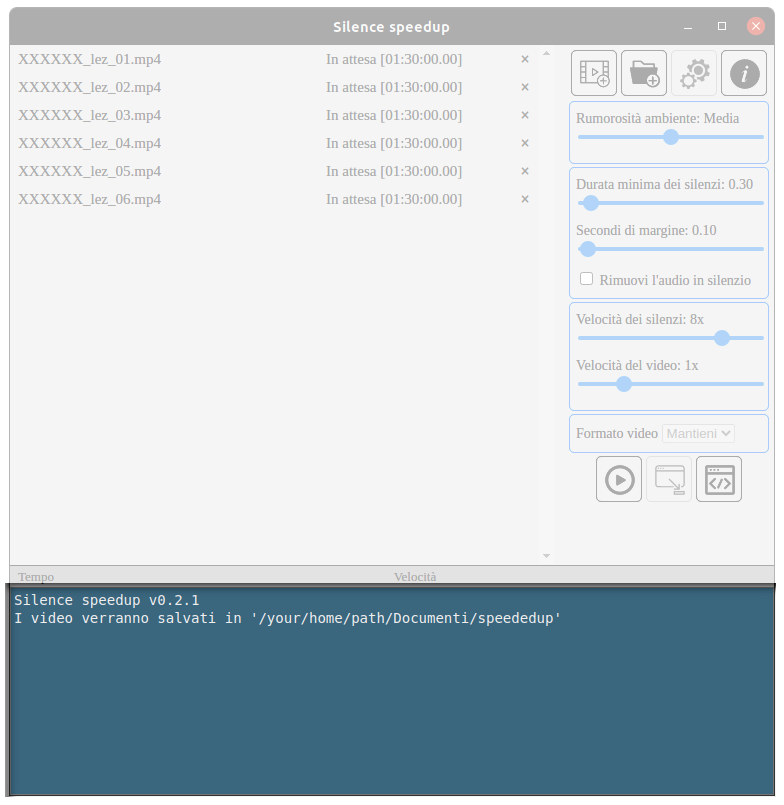 Silence speedup
XXXXXX_lez_01.mp4 In attesa [01:30:00.00] ×
XXXXXX_lez_02.mp4 In attesa [01:30:00.00] ×
XXXXXX_lez_03.mp4 In attesa [01:30:00.00] ×
XXXXXX_lez_04.mp4 In attesa [01:30:00.00] ×
XXXXXX_lez_05.mp4 In attesa [01:30:00.00] ×
XXXXXX_lez_06.mp4 In attesa [01:30:00.00] ×
Rumorosità ambiente: Media
Durata minima dei silenzi: 0.30
Secondi di margine: 0.10
Rimuovi l'audio in silenzio
Velocità dei silenzi: 8x
Velocità del video: 1x
Formato video Mantieni
Tempo Velocità
Silence speedup v0.2.1
I video verranno salvati in '/your/home/path/Documenti/speededup'